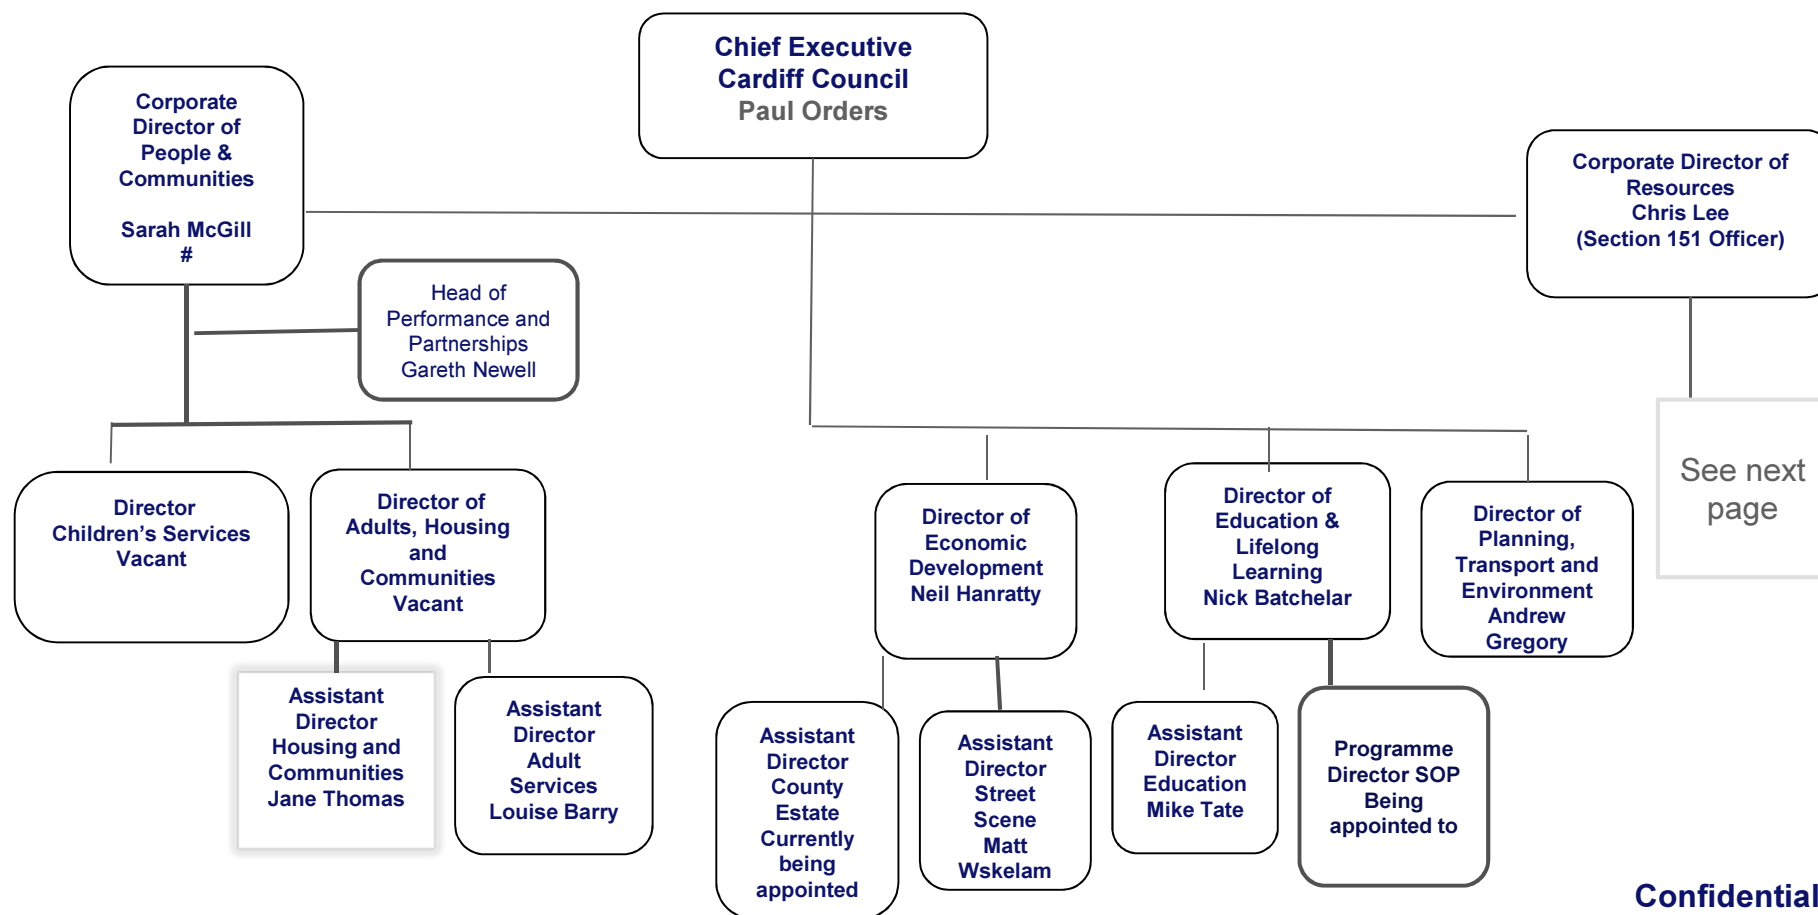 Chief Executive
Cardiff Council
Paul Orders
Corporate
Director of
People &
Communities
Sarah McGill
#
Corporate Director of
Resources
Chris Lee
(Section 151 Officer)
Head of
Performance and
Partnerships
Gareth Newell
See next
page
Director
Children's Services
Vacant
Director of
Adults, Housing
and
Communities
Vacant
Director of
Economic
Development
Neil Hanratty
Director of
Education &
Lifelong
Learning
Nick Batchelar
Director of
Planning,
Transport and
Environment
Andrew
Gregory
Assistant
Director
Housing and
Communities
Jane Thomas
Assistant
Director
Adult
Services
Louise Barry
Assistant
Director
County
Estate
Currently
being
appointed
Assistant
Director
Street
Scene
Matt
Wskelam
Assistant
Director
Education
Mike Tate
Programme
Director SOP
Being
appointed to
Confidential